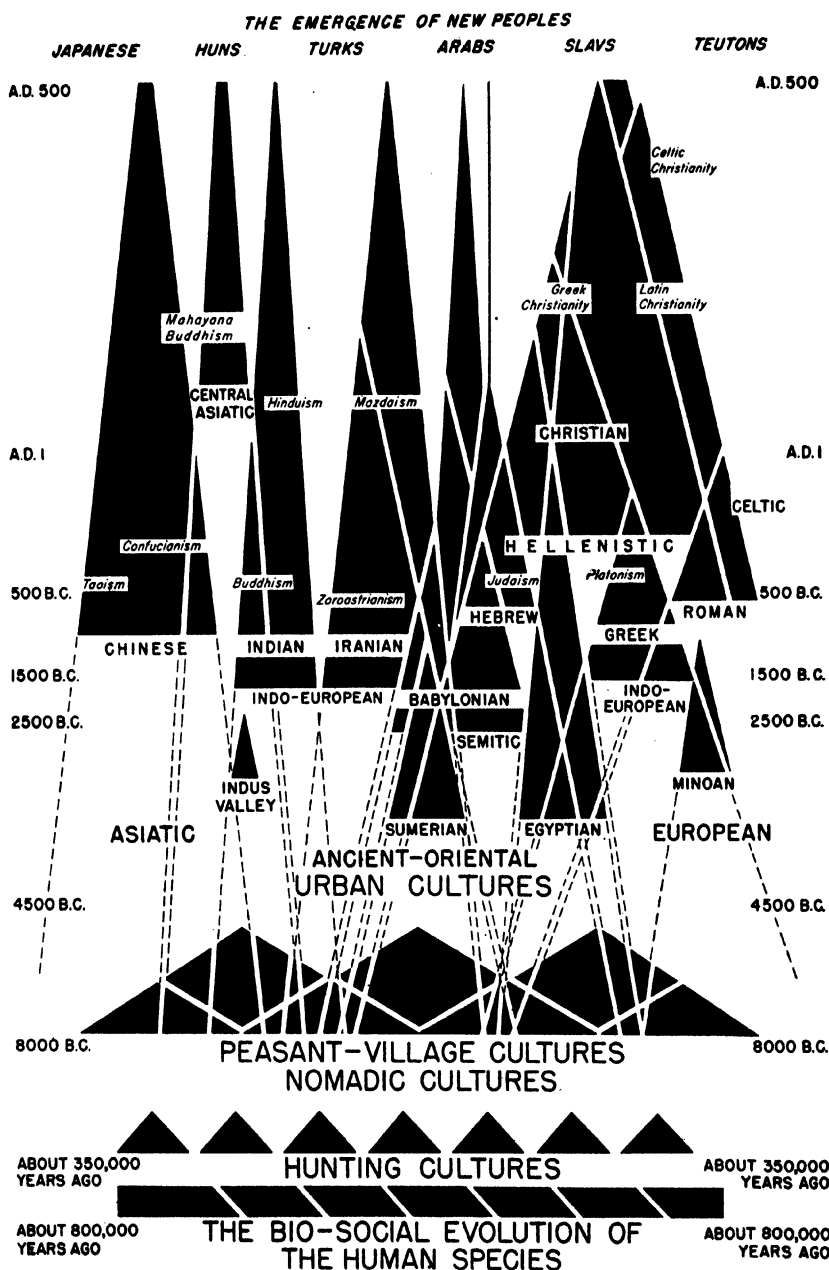 THE EMERGENCE OF NEW PEOPLES
JAPANESE HUNS TURKS ARABS SLAVS TEUTONS
A.D. 500 A.D. 500
Celtic
Christianity
Greek
Christianity
Latin
Christianity
Mahayana
Buddhism
CENTRAL
ASIATIC
Hinduism Mazdaism
CHRISTIAN
A.D. I A.D. I
CELTIC
Confucianism HELLENISTIC
Taoism Buddhism Judaism Platonism
500 B.C. Zoroastrianism 500 B.C.
HEBREW ROMAN
CHINESE INDIAN IRANIAN GREEK
1500 B.C. 1500 B.C.
INDO-EUROPEAN BABYLONIAN
INDO-
EUROPEAN
2500 B.C. 2500 B.C.
SEMITIC
INDUS
VALLEY
MINOAN
ASIATIC SUMERIAN EGYPTIAN EUROPEAN
ANCIENT-ORIENTAL
URBAN CULTURES
4500 B.C. 4500 B.C.
8000 B.C. 8000 B.C.
PEASANT-VILLAGE CULTURES
NOMADIC CULTURES
ABOUT 350,000
YEARS AGO
HUNTING CULTURES
ABOUT 350,000
YEARS AGO
ABOUT 800,000
YEARS AGO
THE BIO-SOCIAL EVOLUTION OF
THE HUMAN SPECIES
ABOUT 800,000
YEARS AGO